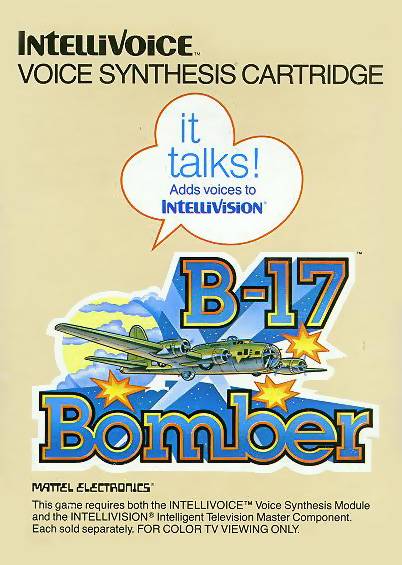 INTELLIVOICE™
VOICE SYNTHESIS CARTRIDGE
it
talks!
Adds voices to
INTELLIVISION®
B-17™
Bomber
MATTEL ELECTRONICS®
This game requires both the INTELLIVOICE™ Voice Synthesis Module
and the INTELLIVISION® Intelligent Television Master Component.
Each sold separately. FOR COLOR TV VIEWING ONLY.